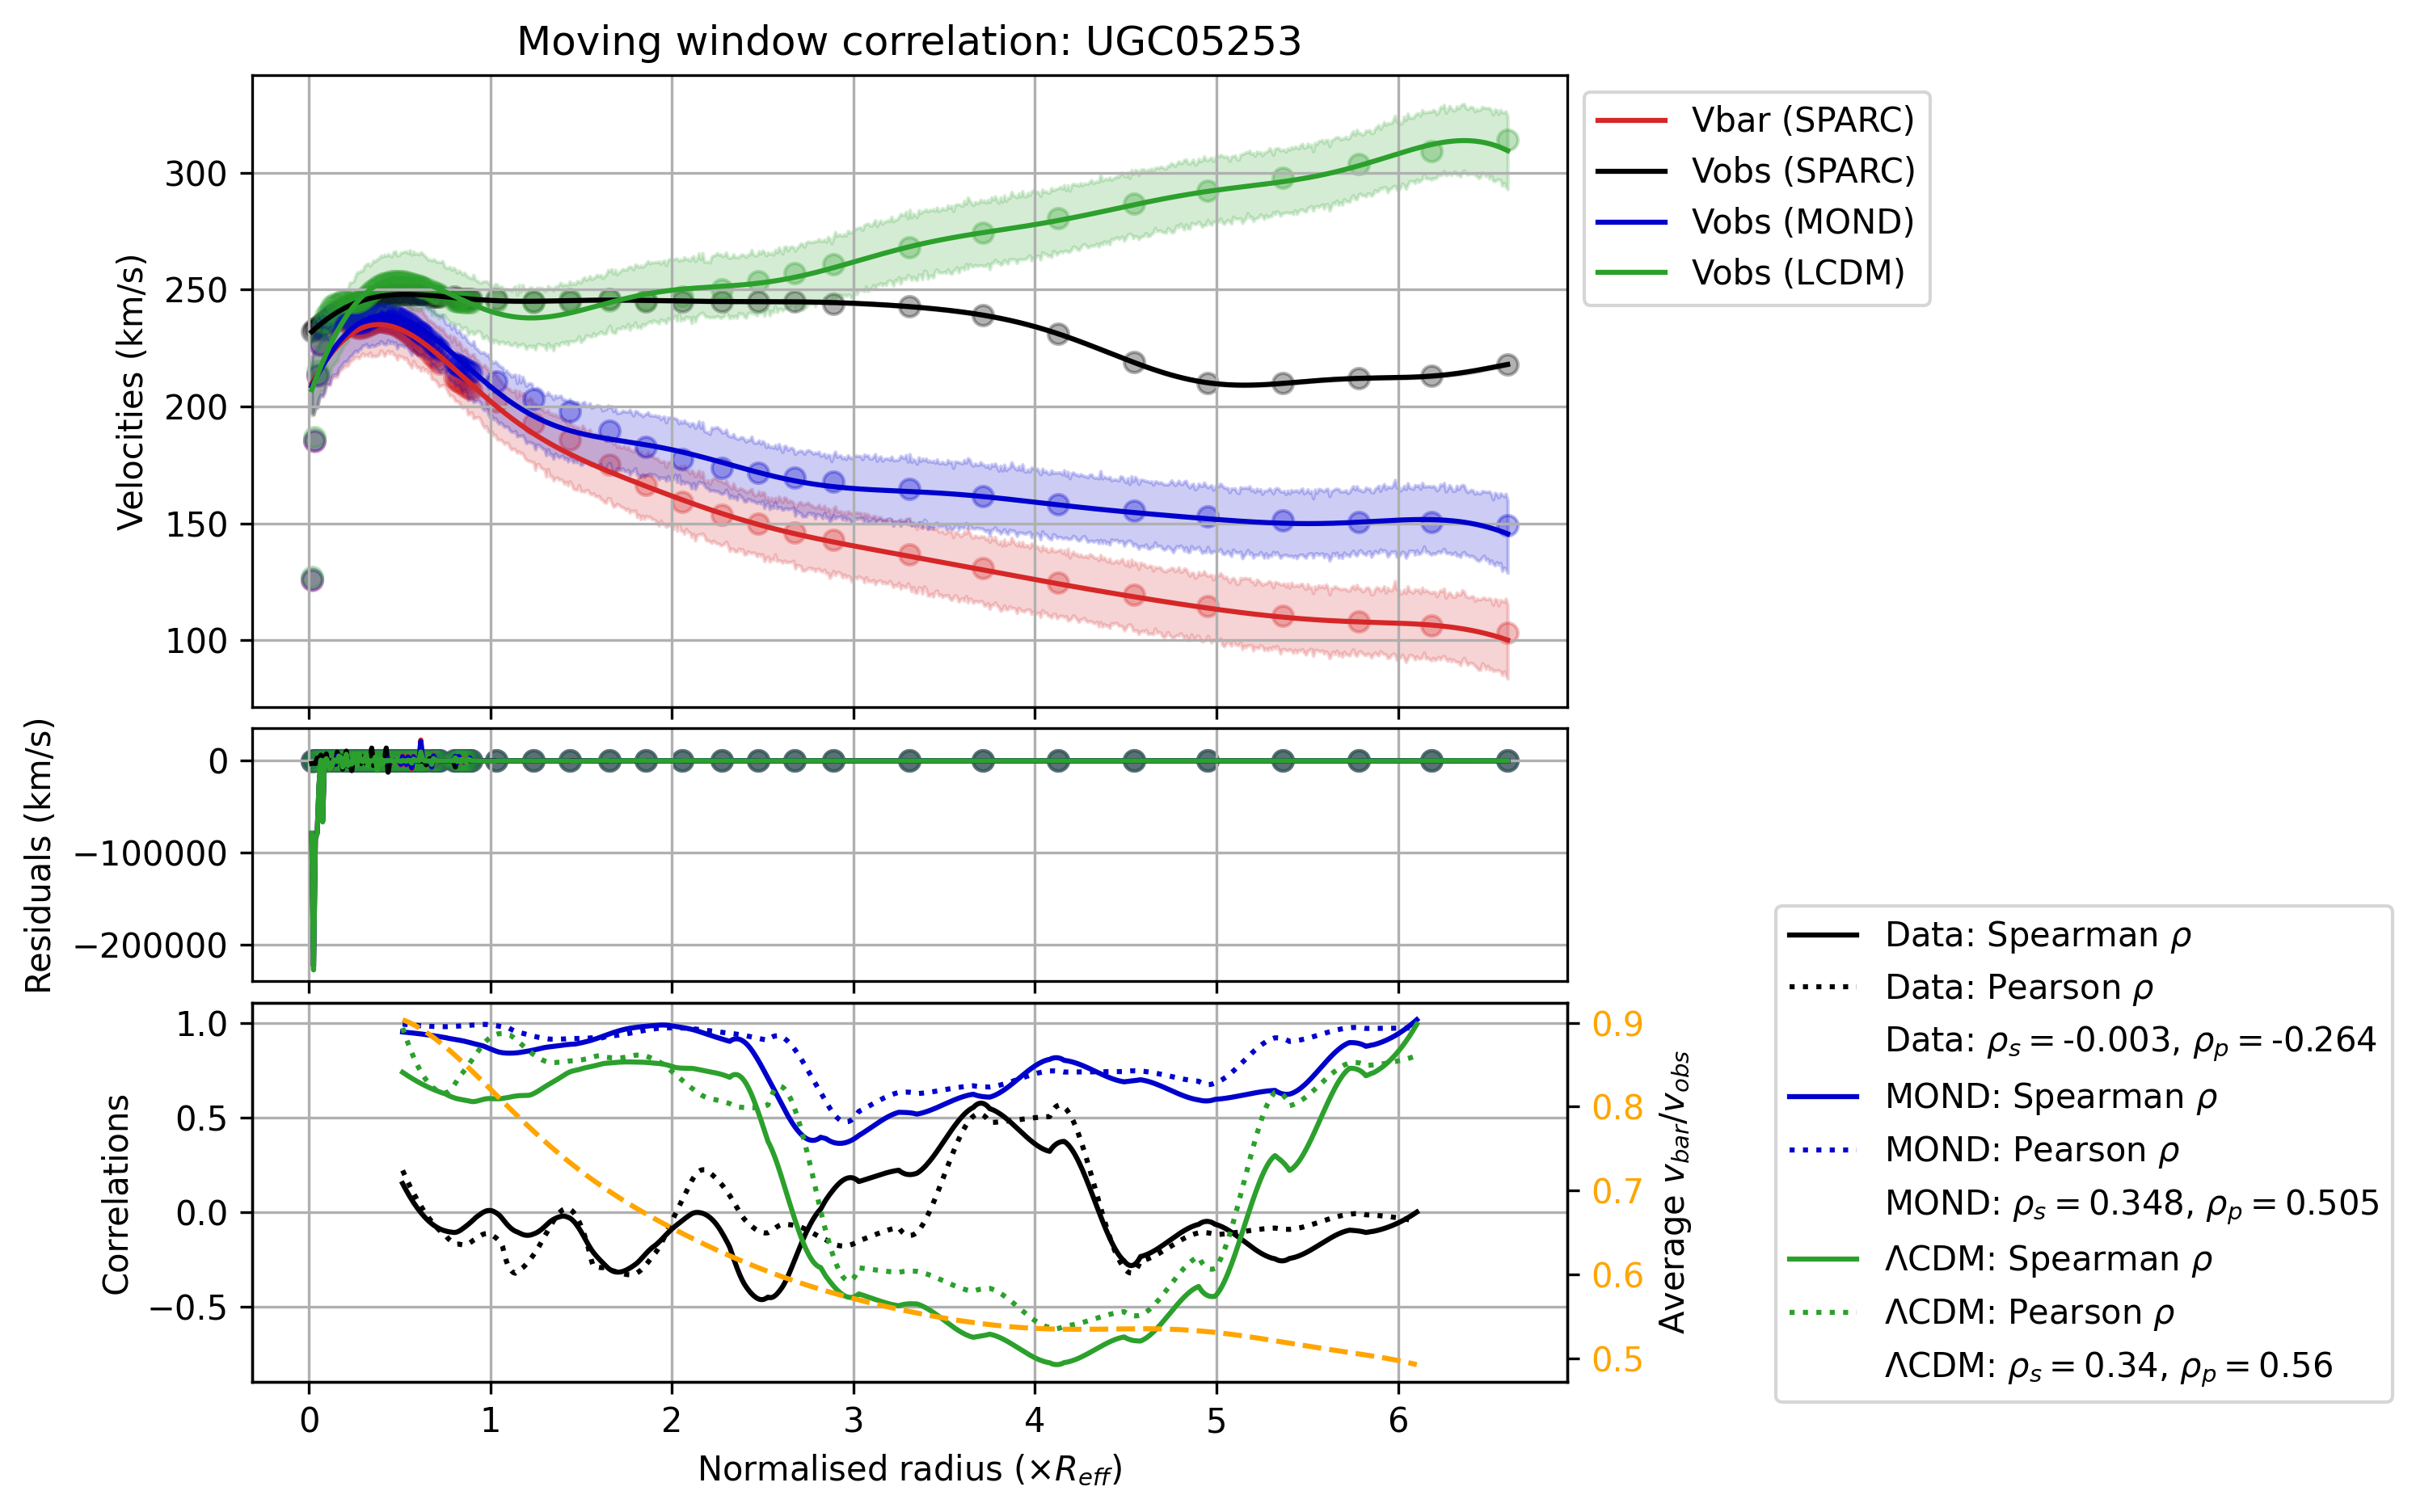 Moving window correlation: UGC05253
Velocities (km/s)
300
250
200
150
100
Vbar (SPARC)
Vobs (SPARC)
Vobs (MOND)
Vobs (LCDM)
Residuals (km/s)
0
−100000
−200000
Correlations
1.0
0.5
0.0
−0.5
0.9
0.8
0.7
0.6
0.5
Average v_bar/v_obs
0 1 2 3 4 5 6
Normalised radius (×R_eff)
Data: Spearman ρ
Data: Pearson ρ
Data: ρ_s = -0.003, ρ_p = -0.264
MOND: Spearman ρ
MOND: Pearson ρ
MOND: ρ_s = 0.348, ρ_p = 0.505
ΛCDM: Spearman ρ
ΛCDM: Pearson ρ
ΛCDM: ρ_s = 0.34, ρ_p = 0.56